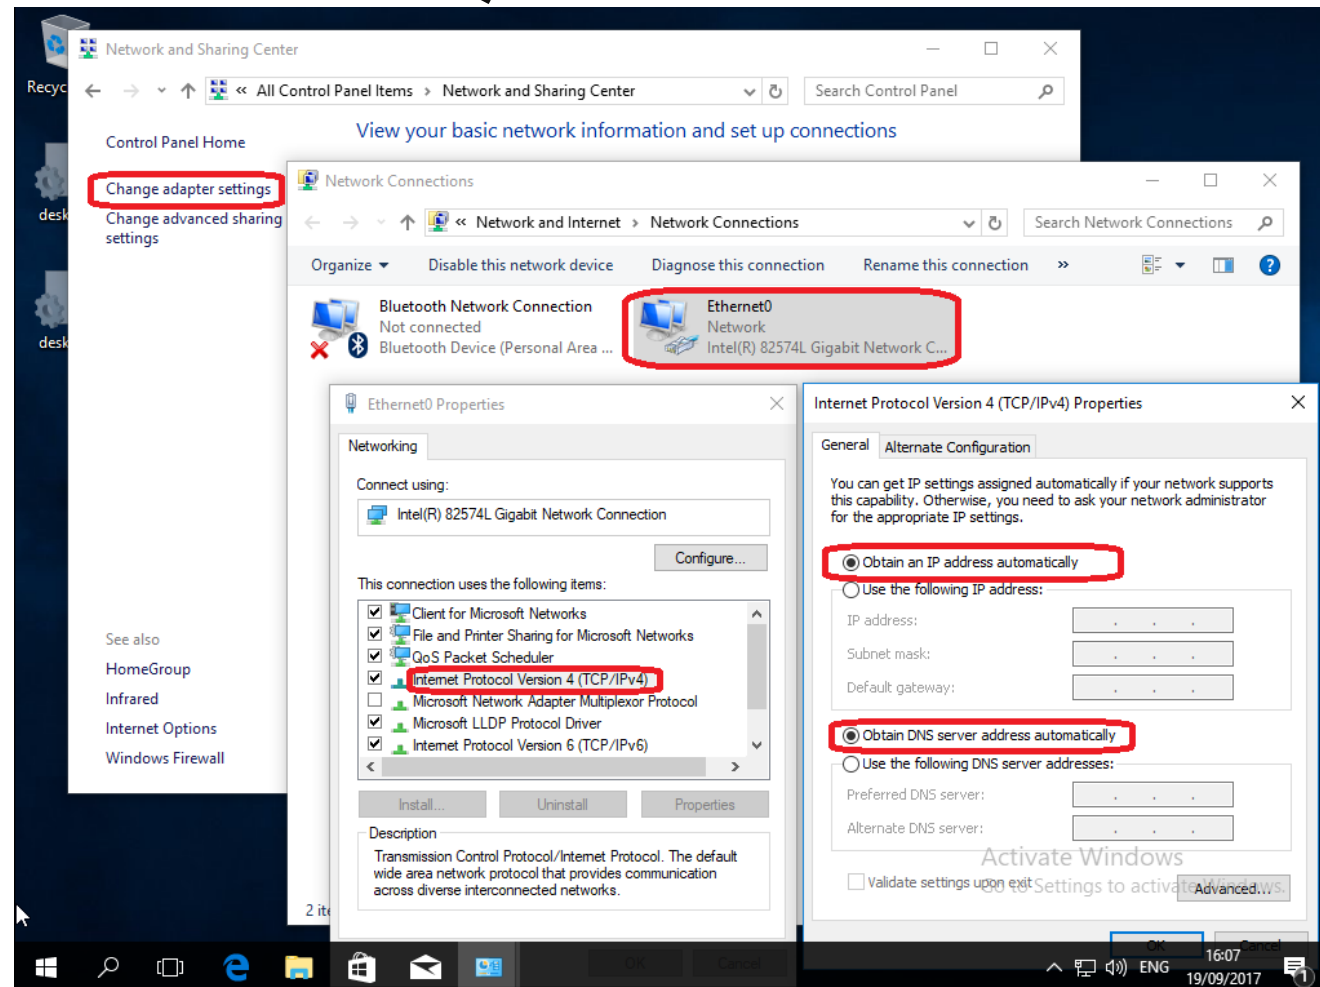 Network and Sharing Center
Recyc
« All Control Panel Items > Network and Sharing Center
Search Control Panel
Control Panel Home
View your basic network information and set up connections
Change adapter settings
Change advanced sharing
settings
desk
desk
See also
HomeGroup
Infrared
Internet Options
Windows Firewall
Network Connections
« Network and Internet > Network Connections
Search Network Connections
Organize
Disable this network device
Diagnose this connection
Rename this connection
»
Bluetooth Network Connection
Not connected
Bluetooth Device (Personal Area ...
Ethernet0
Network
Intel(R) 82574L Gigabit Network C...
2 ite
Ethernet0 Properties
Networking
Connect using:
Intel(R) 82574L Gigabit Network Connection
Configure...
This connection uses the following items:
Client for Microsoft Networks
File and Printer Sharing for Microsoft Networks
QoS Packet Scheduler
Internet Protocol Version 4 (TCP/IPv4)
Microsoft Network Adapter Multiplexor Protocol
Microsoft LLDP Protocol Driver
Internet Protocol Version 6 (TCP/IPv6)
Install...
Uninstall
Properties
Description
Transmission Control Protocol/Internet Protocol. The default
wide area network protocol that provides communication
across diverse interconnected networks.
OK
Cancel
Internet Protocol Version 4 (TCP/IPv4) Properties
General
Alternate Configuration
You can get IP settings assigned automatically if your network supports
this capability. Otherwise, you need to ask your network administrator
for the appropriate IP settings.
Obtain an IP address automatically
Use the following IP address:
IP address:
Subnet mask:
Default gateway:
Obtain DNS server address automatically
Use the following DNS server addresses:
Preferred DNS server:
Alternate DNS server:
Validate settings upon exit
Advanced...
OK
Cancel
Activate Windows
Go to Settings to activate Windows.
ENG
16:07
19/09/2017
1